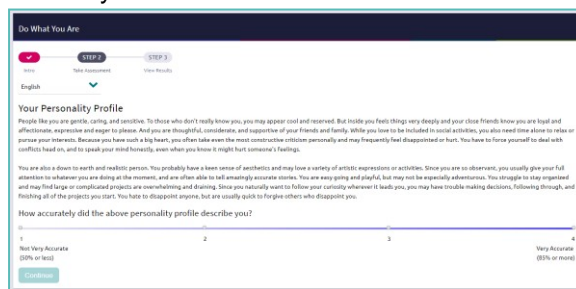 Do What You Are
STEP 2
STEP 3
Intro
Take Assessment
View Results
English
Your Personality Profile
People like you are gentle, caring, and sensitive. To those who don't really know you, you may appear cool and reserved. But inside you feels things very deeply and your close friends know you are loyal and
affectionate, expressive and eager to please. And you are thoughtful, considerate, and supportive of your friends and family. While you love to be included in social activities, you also need time alone to relax or
pursue your interests. Because you have such a big heart, you often take even the most constructive criticism personally and may frequently feel disappointed or hurt. You have to force yourself to deal with
conflicts head on, and to speak your mind honestly, even when you know it might hurt someone's feelings.
You are also a down to earth and realistic person. You probably have a keen sense of aesthetics and may love a variety of artistic expressions or activities. Since you are so observant, you usually give your full
attention to whatever you are doing at the moment, and are often able to tell amazingly accurate stories. You are easy going and playful, but may not be especially adventurous. You struggle to stay organized
and may find large or complicated projects are overwhelming and draining. Since you naturally want to follow your curiosity wherever it leads you, you may have trouble making decisions, following through, and
finishing all of the projects you start. You hate to disappoint anyone, but are usually quick to forgive others who disappoint you.
How accurately did the above personality profile describe you?
1
2
3
4
Not Very Accurate
Very Accurate
(50% or less)
(85% or more)
Continue